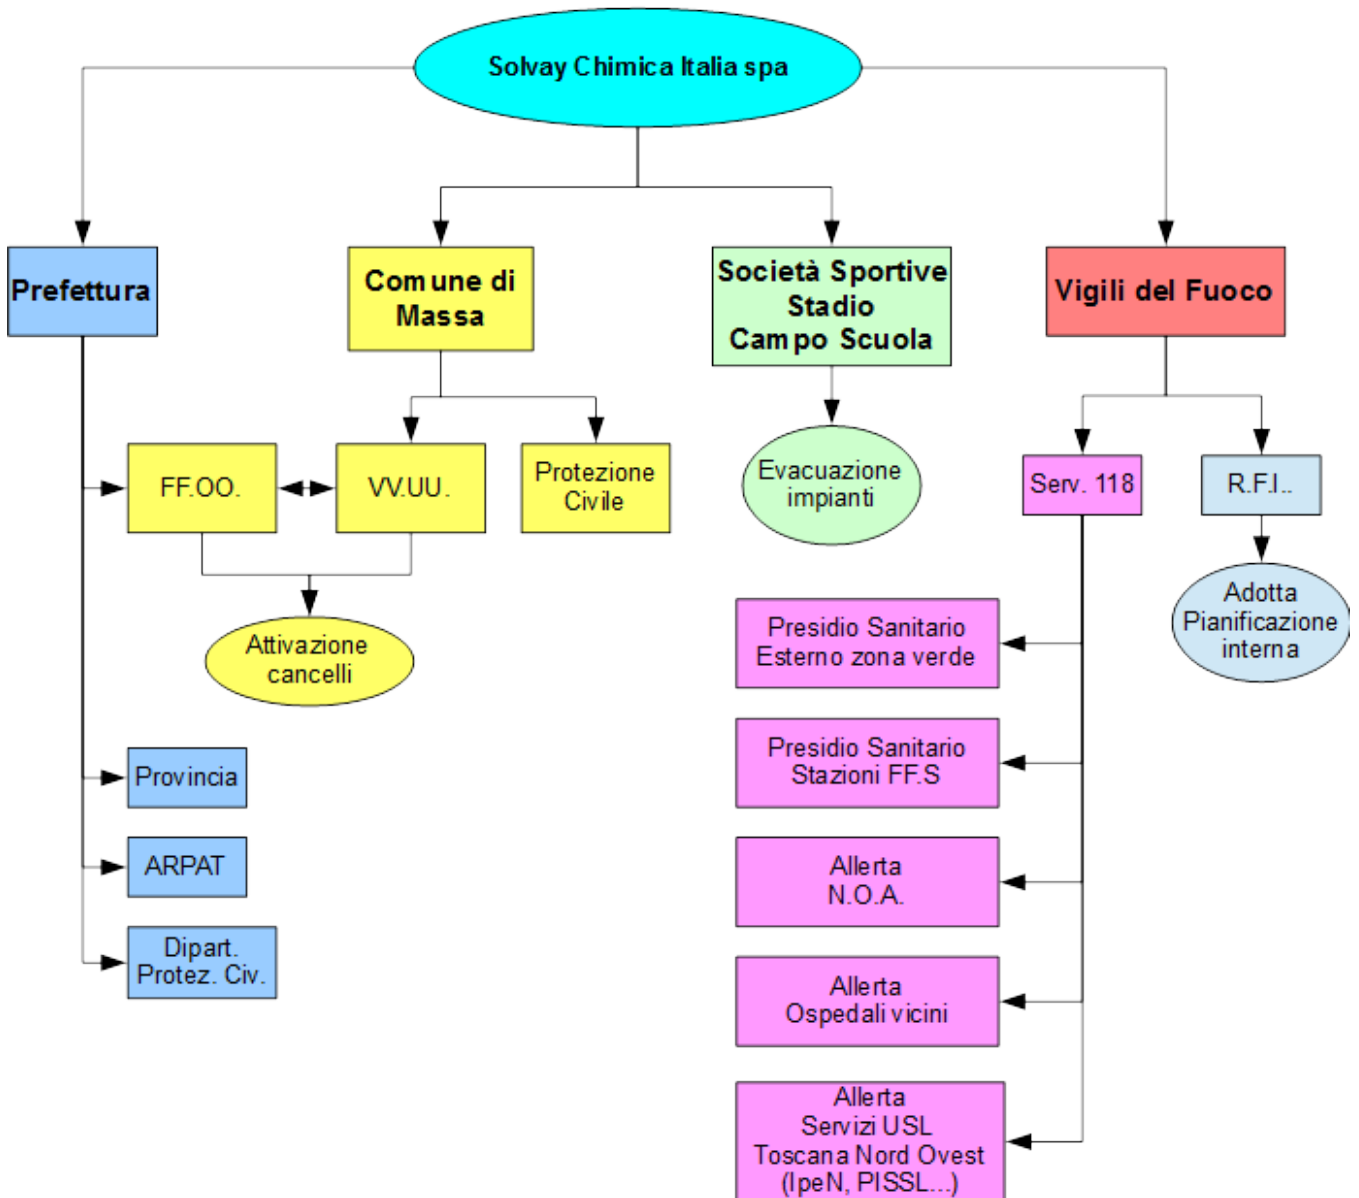 Solvay Chimica Italia spa
Prefettura
Comune di
Massa
Società Sportive
Stadio
Campo Scuola
Vigili del Fuoco
FF.OO.
VV.UU.
Protezione
Civile
Evacuazione
impianti
Serv. 118
R.F.I..
Attivazione
cancelli
Adotta
Pianificazione
interna
Presidio Sanitario
Esterno zona verde
Presidio Sanitario
Stazioni FF.S
Provincia
ARPAT
Allerta
N.O.A.
Dipart.
Protez. Civ.
Allerta
Ospedali vicini
Allerta
Servizi USL
Toscana Nord Ovest
(IpeN, PISSL...)